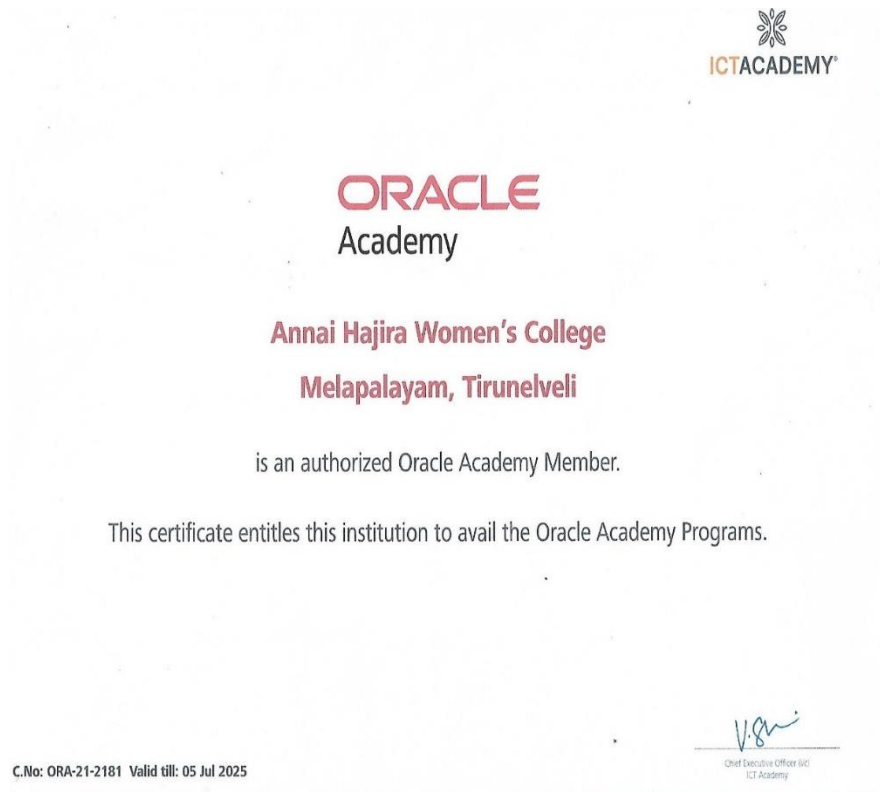 ICTACADEMY®
ORACLE
Academy
Annai Hajira Women's College
Melapalayam, Tirunelveli
is an authorized Oracle Academy Member.
This certificate entitles this institution to avail the Oracle Academy Programs.
C.No: ORA-21-2181 Valid till: 05 Jul 2025
Chief Executive Officer
ICT Academy